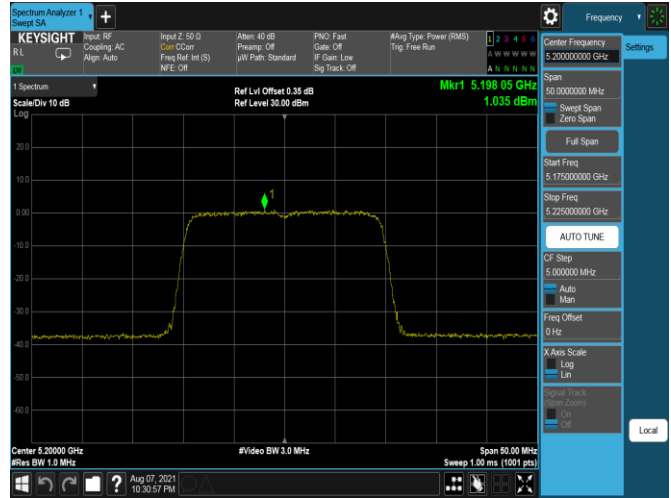 Spectrum Analyzer 1
Swept SA
Frequency
KEYSIGHT
RL
LW
Input: RF
Coupling: AC
Align: Auto
Input Z: 50 Ω
Corr CCorr
Freq Ref: Int (S)
NFE: Off
Atten: 40 dB
Preamp: Off
µW Path: Standard
PNO: Fast
Gate: Off
IF Gain: Low
Sig Track: Off
#Avg Type: Power (RMS)
Trig: Free Run
1 2 3 4 5 6
A W W W W W
A N N N N N
Center Frequency
5.200000000 GHz
Settings
Span
50.0000000 MHz
Swept Span
Zero Span
Full Span
Start Freq
5.175000000 GHz
Stop Freq
5.225000000 GHz
AUTO TUNE
CF Step
5.000000 MHz
Auto
Man
Freq Offset
0 Hz
X Axis Scale
Log
Lin
Signal Track
(Span Zoom)
On
Off
Local
1 Spectrum
Scale/Div 10 dB
Log
Ref Lvl Offset 0.35 dB
Ref Level 30.00 dBm
Mkr1 5.198 05 GHz
1.035 dBm
1
20.0
10.0
0.00
-10.0
-20.0
-30.0
-40.0
-50.0
-60.0
Center 5.20000 GHz
#Res BW 1.0 MHz
#Video BW 3.0 MHz
Span 50.00 MHz
Sweep 1.00 ms (1001 pts)
?
Aug 07, 2021
10:30:57 PM